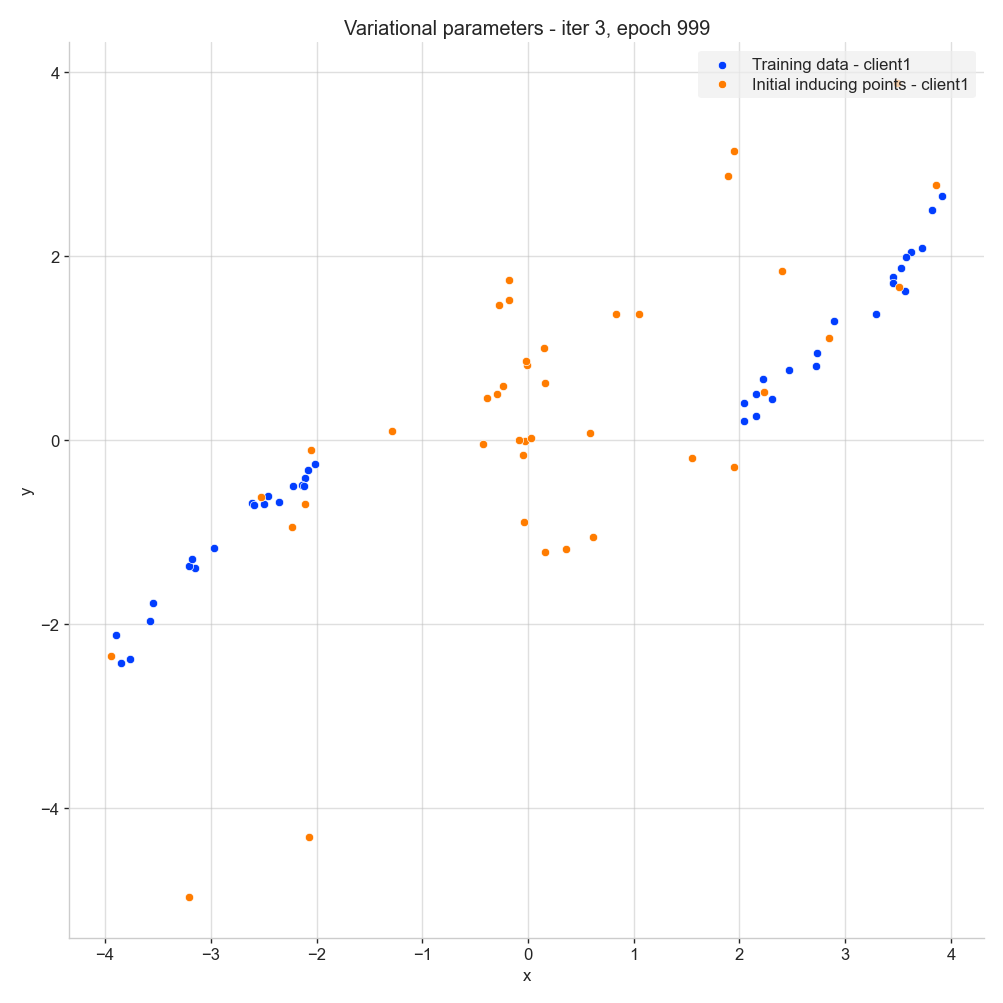 Variational parameters - iter 3, epoch 999
Training data - client1
Initial inducing points - client1
4
2
0
−2
−4
y
−4 −3 −2 −1 0 1 2 3 4
x